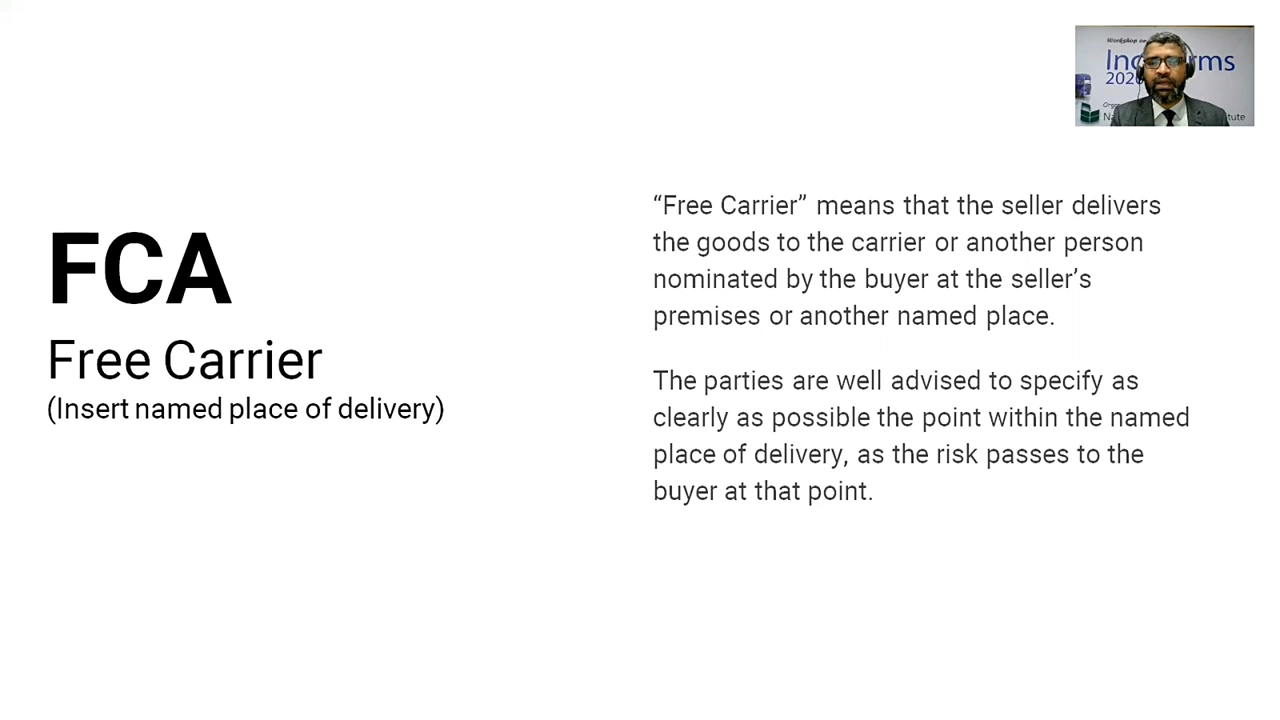 Workshop
2020
FCA
Free Carrier
(Insert named place of delivery)
“Free Carrier” means that the seller delivers
the goods to the carrier or another person
nominated by the buyer at the seller’s
premises or another named place.
The parties are well advised to specify as
clearly as possible the point within the named
place of delivery, as the risk passes to the
buyer at that point.